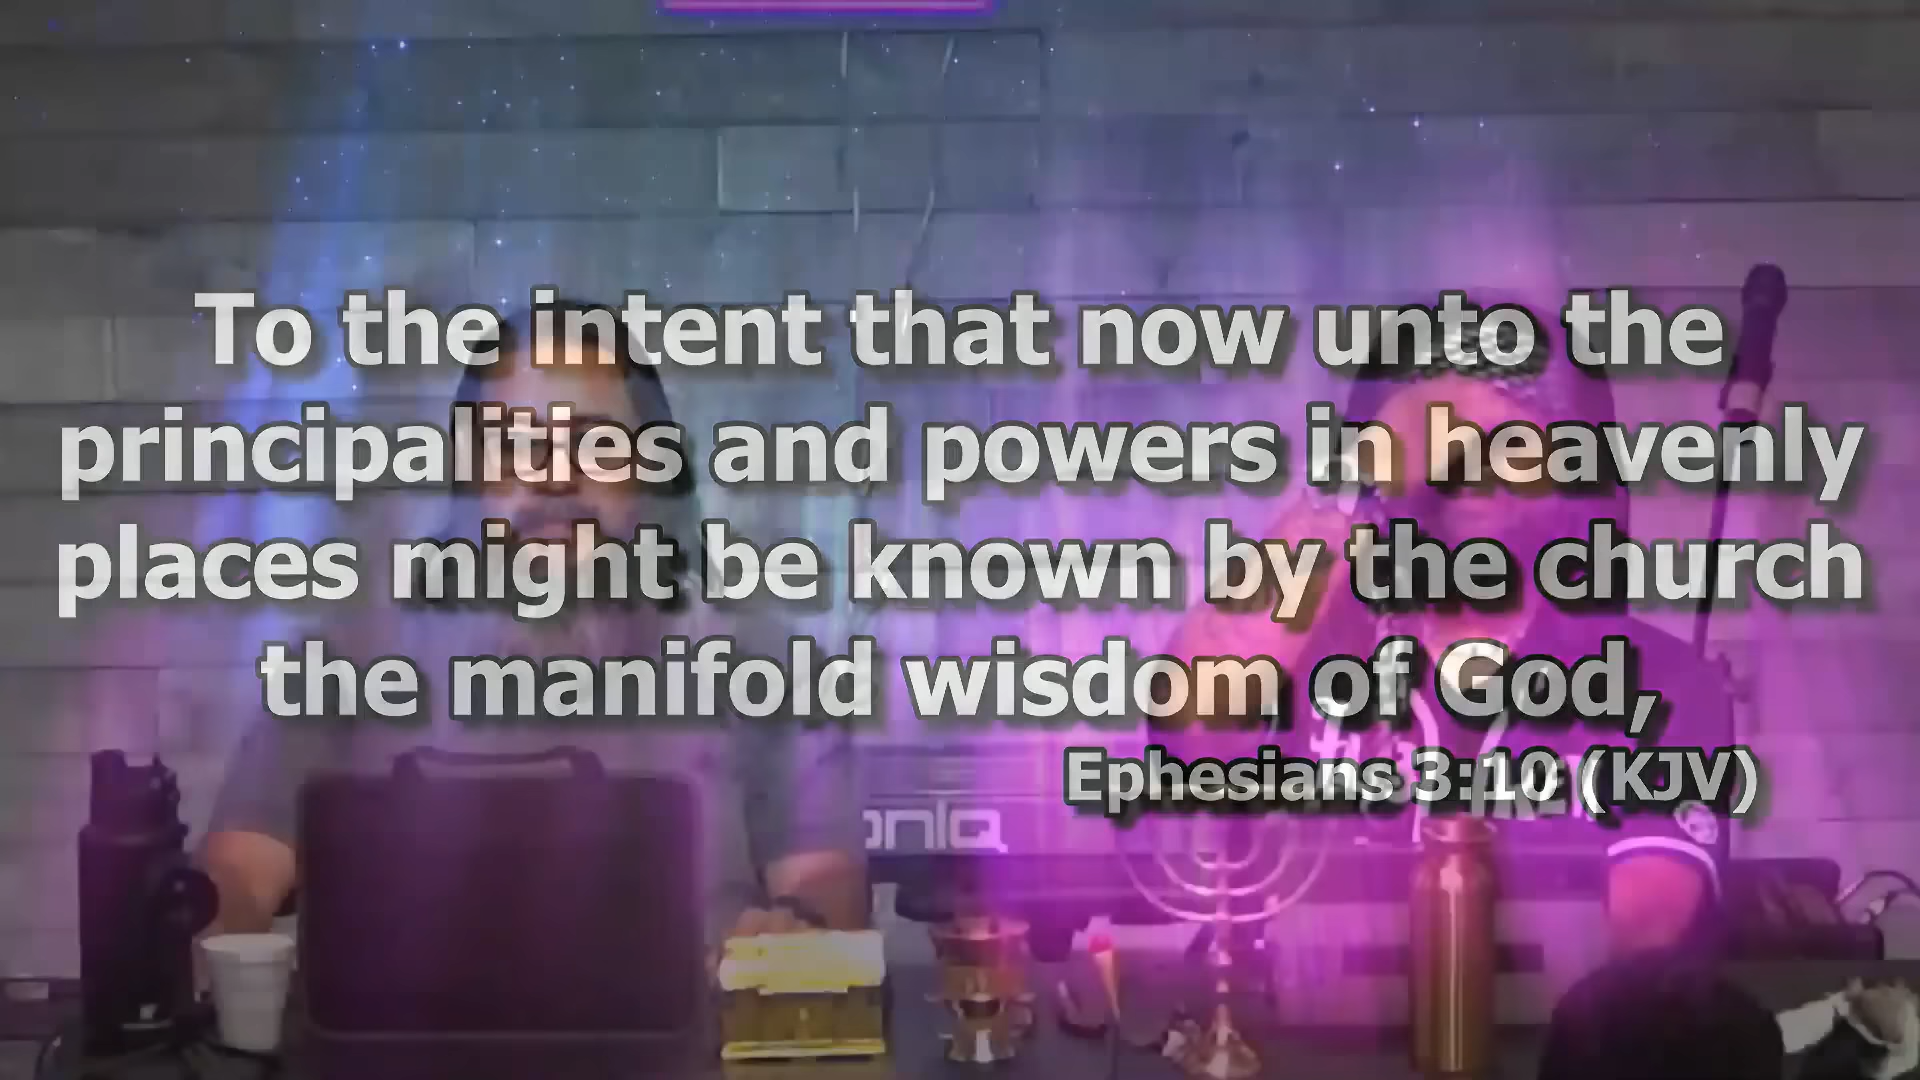 To the intent that now unto the
principalities and powers in heavenly
places might be known by the church
the manifold wisdom of God,
Ephesians 3:10 (KJV)